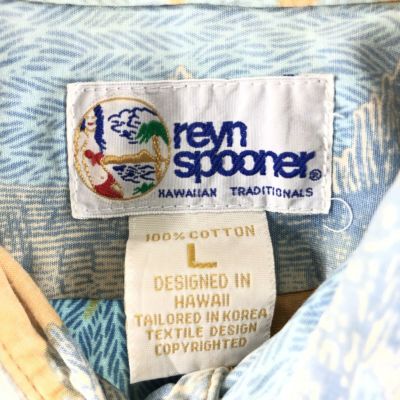 reyn
spooner®
HAWAIIAN TRADITIONALS
100% COTTON
L
DESIGNED IN
HAWAII
TAILORED IN KOREA
TEXTILE DESIGN
COPYRIGHTED